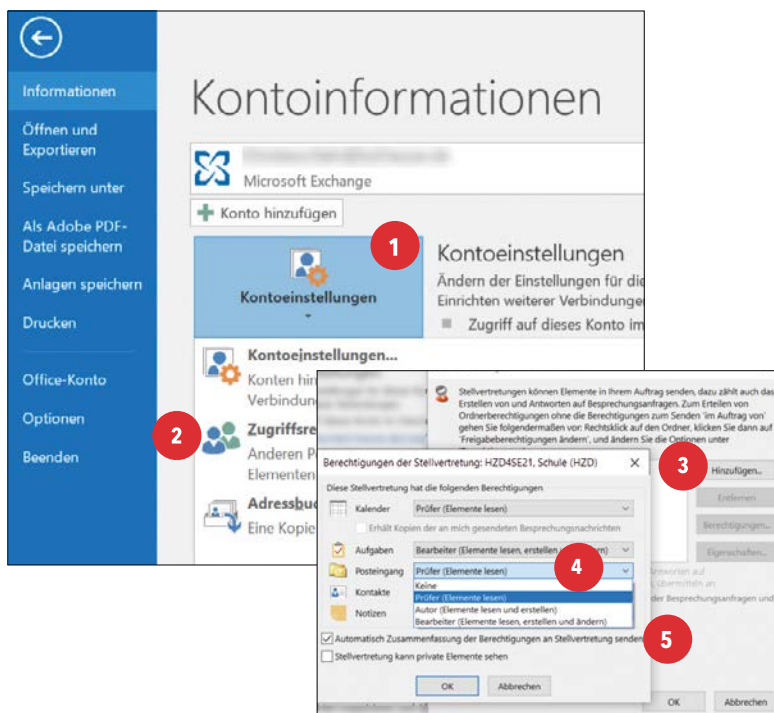 Informationen
Öffnen und
Exportieren
Speichern unter
Als Adobe PDF-
Datei speichern
Anlagen speichern
Drucken
Office-Konto
Optionen
Beenden
Kontoinformationen
Microsoft Exchange
Konto hinzufügen
1
Kontoeinstellungen
Kontoeinstellungen
Ändern der Einstellungen für die
Einrichten weiterer Verbindunge
Zugriff auf dieses Konto im
Kontoeinstellungen...
Konten hin
Verbindun
2
Zugriffsre
Anderen P
Elementen
Adressbuc
Eine Kopie
Stellvertretungen können Elemente in Ihrem Auftrag senden, dazu zählt auch das
Erstellen von und Antworten auf Besprechungsanfragen. Zum Erteilen von
Ordnerberechtigungen ohne die Berechtigungen zum Senden 'im Auftrag von'
gehen Sie folgendermaßen vor: Rechtsklick auf den Ordner, klicken Sie dann auf
'Freigabeberechtigungen ändern', und ändern Sie die Optionen unter
3
Hinzufügen...
Entfernen
Berechtigungen...
Eigenschaften...
Antworten auf
übermitteln an:
der Besprechungsanfragen und
Berechtigungen der Stellvertretung: HZD4SE21, Schule (HZD)
Diese Stellvertretung hat die folgenden Berechtigungen
Kalender Prüfer (Elemente lesen)
Erhält Kopien der an mich gesendeten Besprechungsnachrichten
Aufgaben Bearbeiter (Elemente lesen, erstellen
Posteingang Prüfer (Elemente lesen)
4
Keine
Kontakte Prüfer (Elemente lesen)
Autor (Elemente lesen und erstellen)
Notizen Bearbeiter (Elemente lesen, erstellen und ändern)
Automatisch Zusammenfassung der Berechtigungen an Stellvertretung senden
5
Stellvertretung kann private Elemente sehen
OK Abbrechen
OK Abbrechen